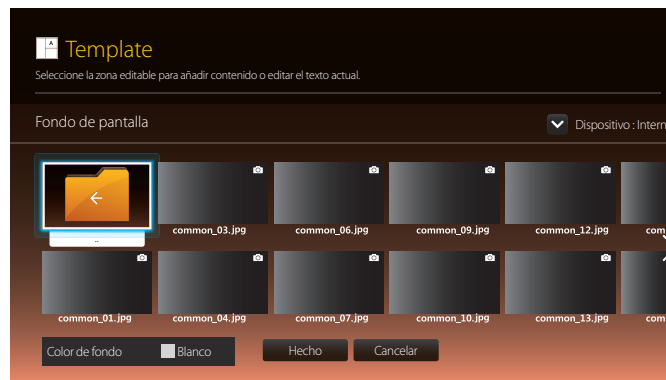 A
Template
Seleccione la zona editable para añadir contenido o editar el texto actual.
Fondo de pantalla
Dispositivo : Intern
common_03.jpg common_06.jpg common_09.jpg common_12.jpg com
..
common_01.jpg common_04.jpg common_07.jpg common_10.jpg common_13.jpg com
Color de fondo Blanco Hecho Cancelar